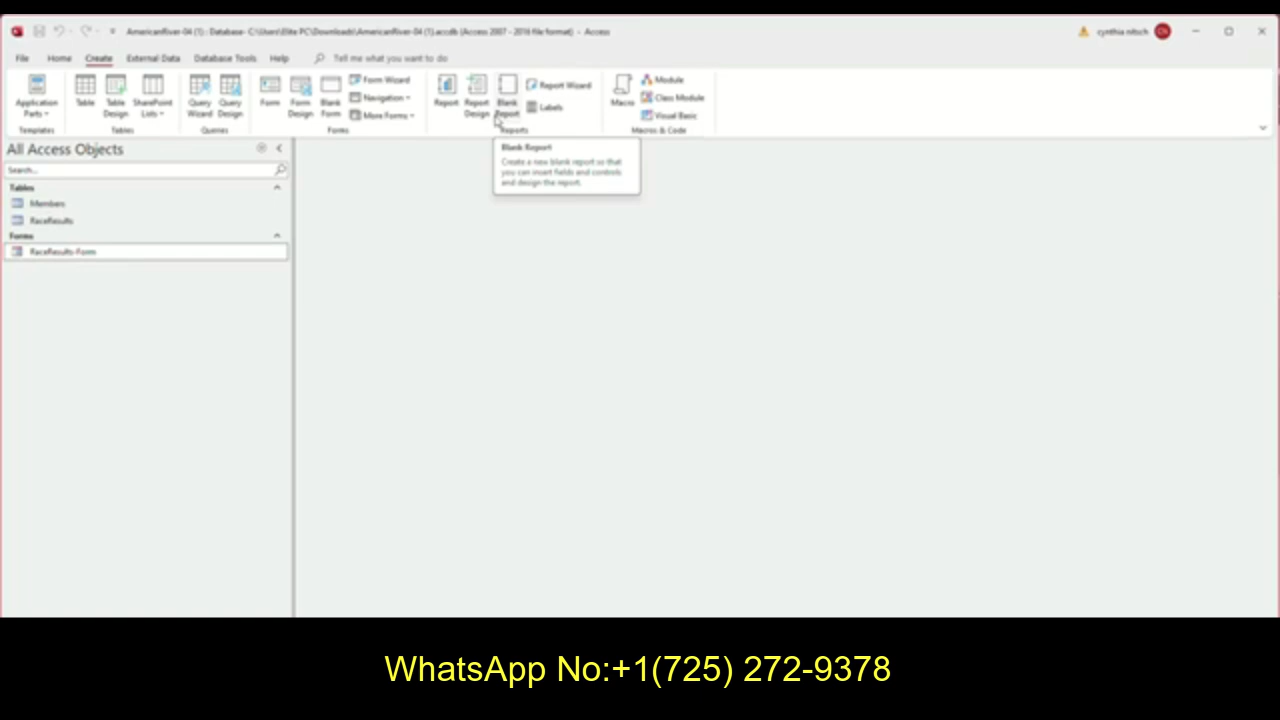 AmericanRiver-04 (1) : Database- C:\Users\Elite PC\Downloads\AmericanRiver-04 (1).accdb (Access 2007 - 2016 file format) - Access
cynthia nitsch
CN
File Home Create External Data Database Tools Help Tell me what you want to do
Application Parts
Table
Table Design
SharePoint Lists
Query Wizard
Query Design
Form
Form Design
Blank Form
Form Wizard
Navigation
More Forms
Report
Report Design
Blank Report
Report Wizard
Labels
Macro
Module
Class Module
Visual Basic
Templates Tables Queries Forms Reports Macros & Code
Blank Report
Create a new blank report so that
you can insert fields and controls
and design the report.
All Access Objects
Search...
Tables
Members
RaceResults
Forms
RaceResults-Form
WhatsApp No:+1(725) 272-9378